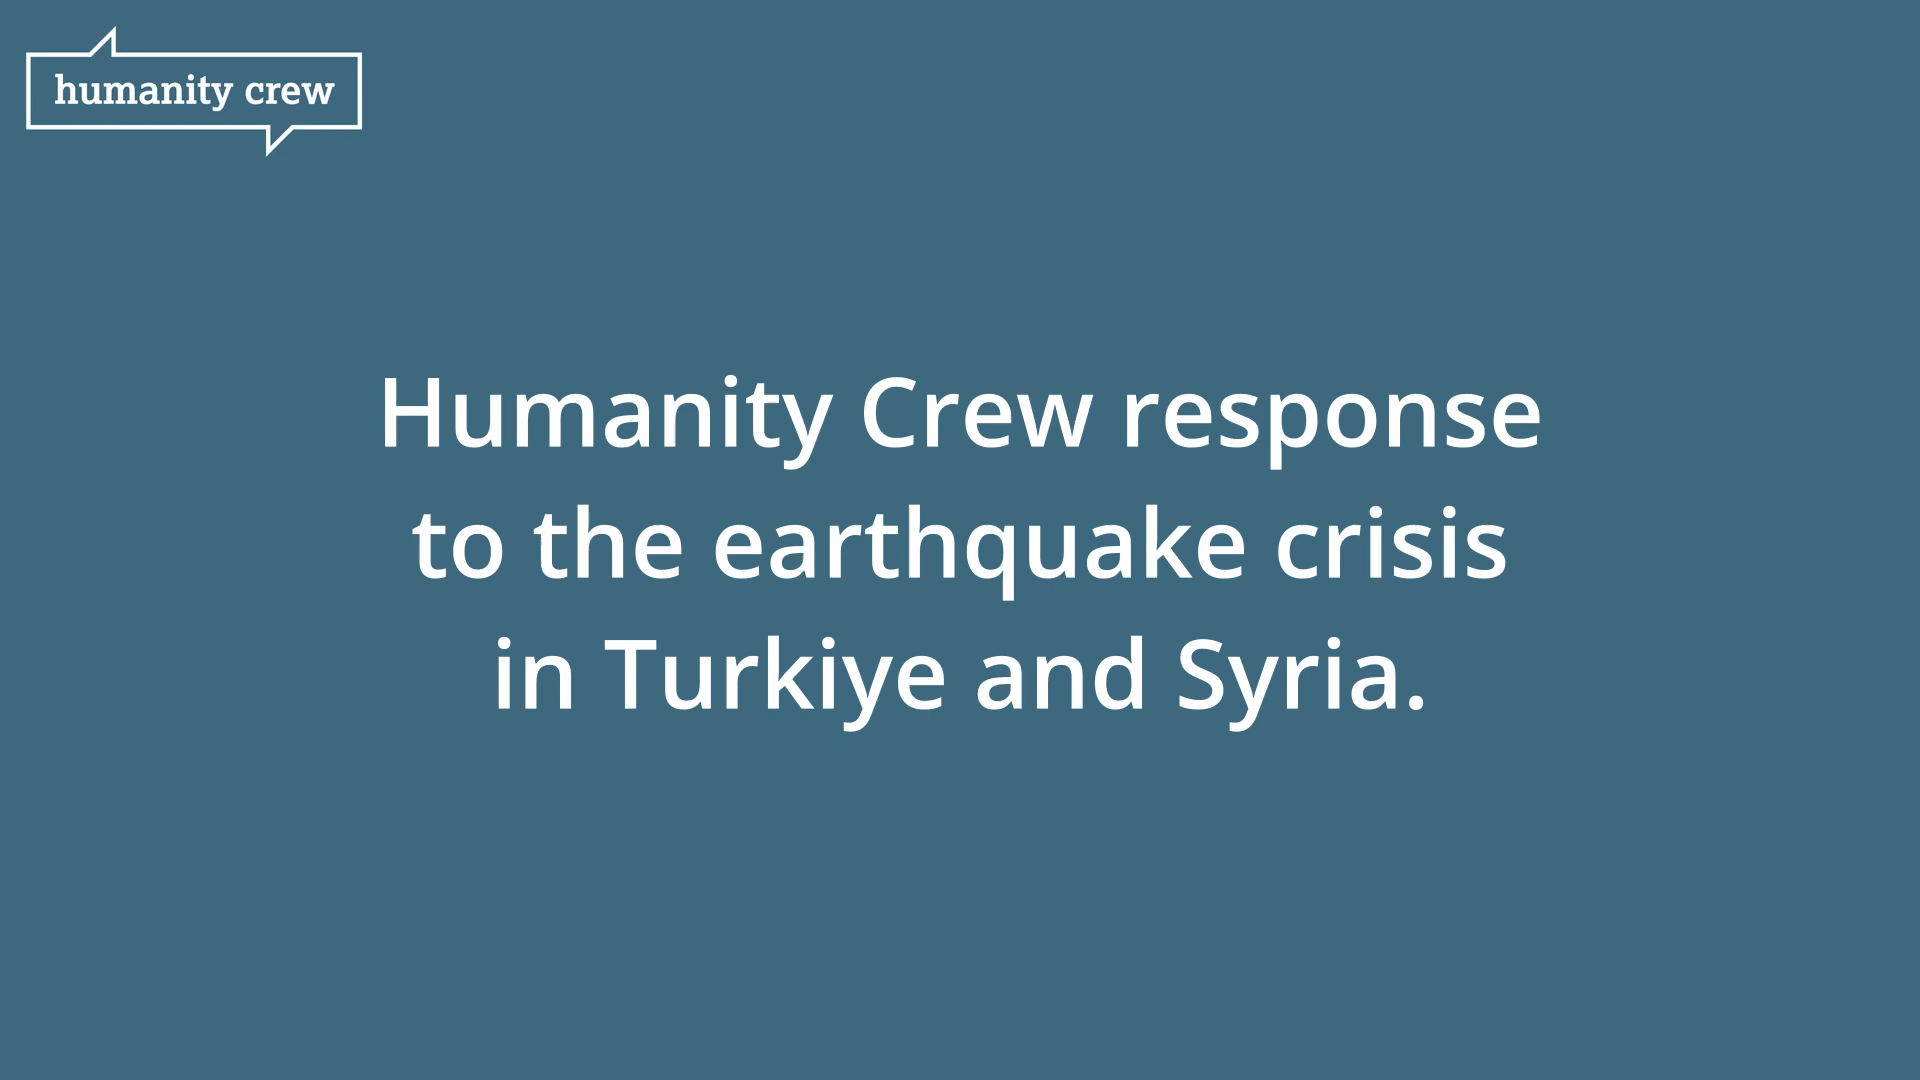 humanity crew
Humanity Crew response
to the earthquake crisis
in Turkiye and Syria.